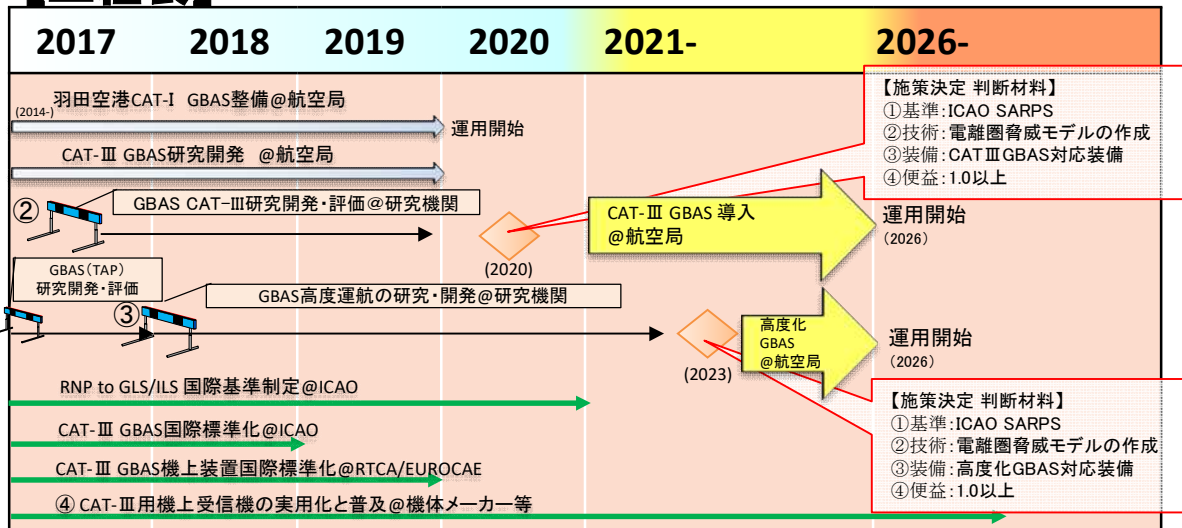 2017 2018 2019 2020 2021- 2026-
羽田空港CAT-Ⅰ GBAS整備@航空局
(2014-)
運用開始
CAT-Ⅲ GBAS研究開発 @航空局
② GBAS CAT-Ⅲ研究開発・評価@研究機関
(2020)
CAT-Ⅲ GBAS 導入
@航空局
運用開始
(2026)
【施策決定 判断材料】
①基準:ICAO SARPS
②技術:電離圏脅威モデルの作成
③装備:CATⅢGBAS対応装備
④便益:1.0以上
GBAS(TAP)
研究開発・評価
③ GBAS高度運航の研究・開発@研究機関
(2023)
高度化
GBAS
@航空局
運用開始
(2026)
【施策決定 判断材料】
①基準:ICAO SARPS
②技術:電離圏脅威モデルの作成
③装備:高度化GBAS対応装備
④便益:1.0以上
RNP to GLS/ILS 国際基準制定@ICAO
CAT-Ⅲ GBAS国際標準化@ICAO
CAT-Ⅲ GBAS機上装置国際標準化@RTCA/EUROCAE
④ CAT-Ⅲ用機上受信機の実用化と普及@機体メーカー等